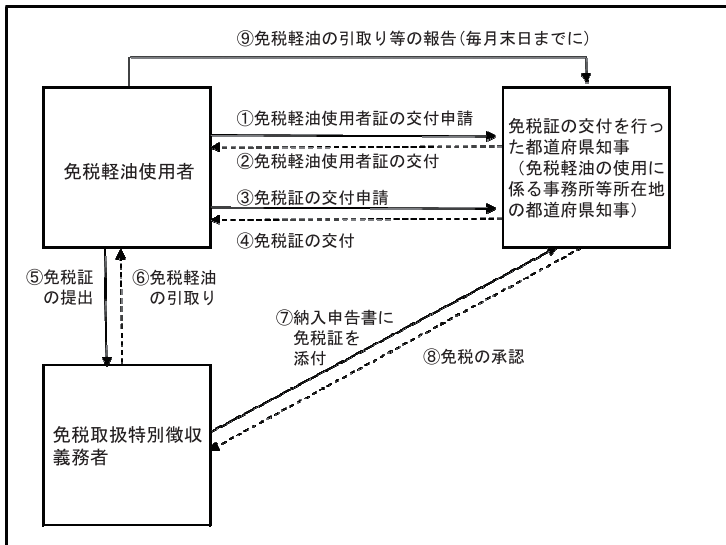 ⑨免税軽油の引取り等の報告(毎月末日までに)
免税軽油使用者
①免税軽油使用者証の交付申請
②免税軽油使用者証の交付
③免税証の交付申請
④免税証の交付
免税証の交付を行っ
た都道府県知事
(免税軽油の使用に
係る事務所等所在地
の都道府県知事)
⑤免税証
の提出
⑥免税軽油
の引取り
⑦納入申告書に
免税証を
添付
⑧免税の承認
免税取扱特別徴収
義務者